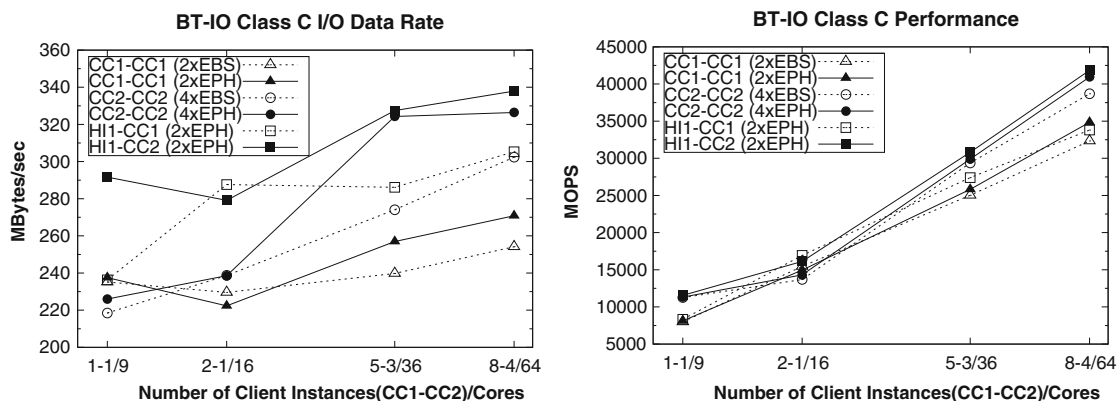 BT-IO Class C I/O Data Rate
360
340
320
300
280
260
240
220
200
MBytes/sec
CC1-CC1 (2xEBS)
CC1-CC1 (2xEPH)
CC2-CC2 (4xEBS)
CC2-CC2 (4xEPH)
HI1-CC1 (2xEPH)
HI1-CC2 (2xEPH)
1-1/9
2-1/16
5-3/36
8-4/64
Number of Client Instances(CC1-CC2)/Cores
BT-IO Class C Performance
45000
40000
35000
30000
25000
20000
15000
10000
5000
MOPS
CC1-CC1 (2xEBS)
CC1-CC1 (2xEPH)
CC2-CC2 (4xEBS)
CC2-CC2 (4xEPH)
HI1-CC1 (2xEPH)
HI1-CC2 (2xEPH)
1-1/9
2-1/16
5-3/36
8-4/64
Number of Client Instances(CC1-CC2)/Cores